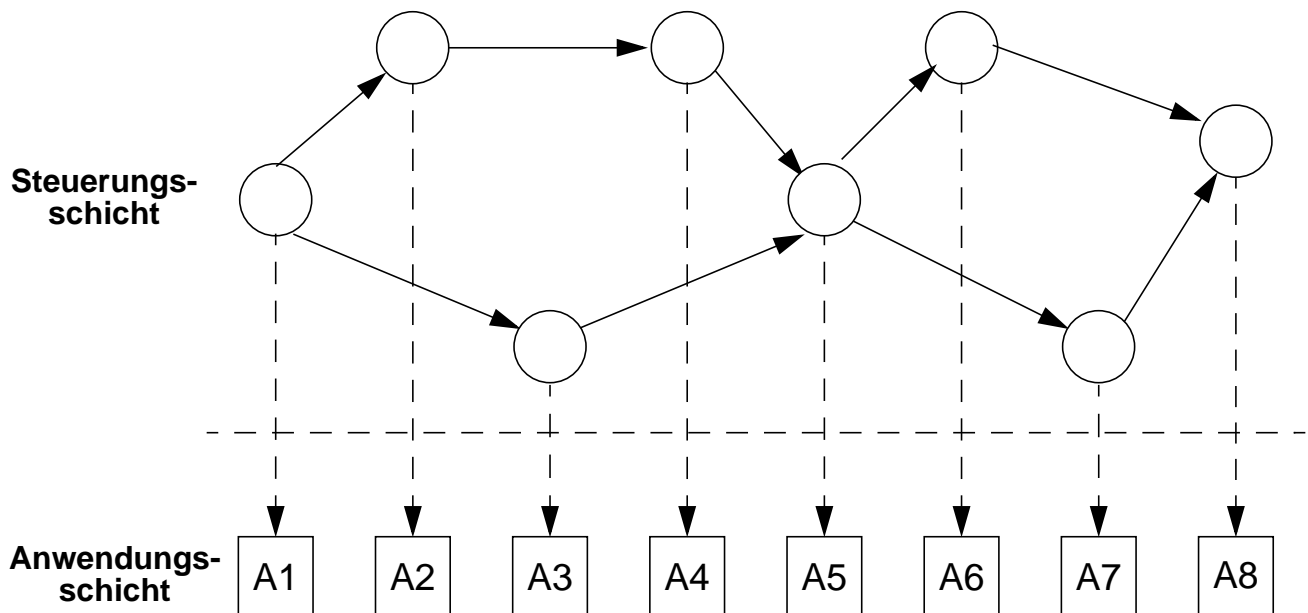 Steuerungs-
schicht
Anwendungs-
schicht
A1 A2 A3 A4 A5 A6 A7 A8